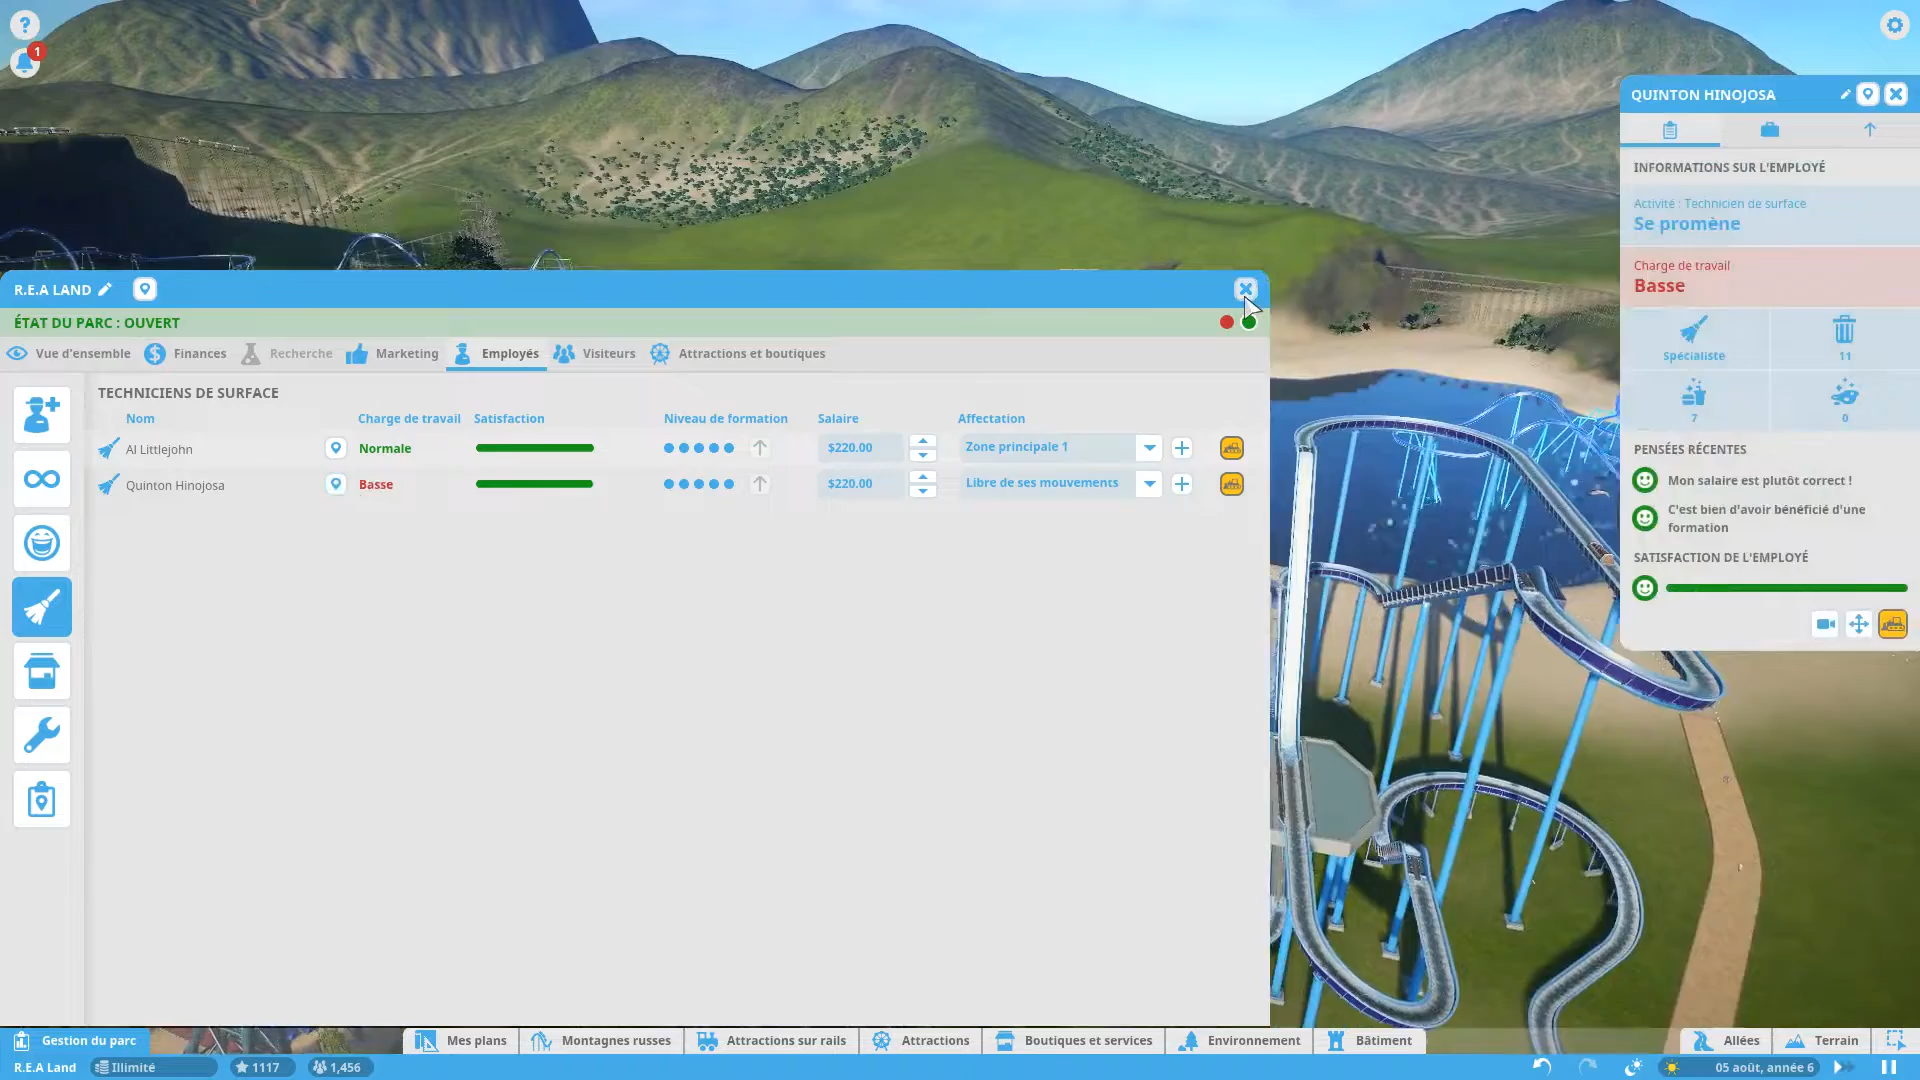 ?
1
QUINTON HINOJOSA
INFORMATIONS SUR L'EMPLOYÉ
Activité : Technicien de surface
Se promène
Charge de travail
Basse
Spécialiste
11
7
0
PENSÉES RÉCENTES
Mon salaire est plutôt correct !
C'est bien d'avoir bénéficié d'une
formation
SATISFACTION DE L'EMPLOYÉ
R.E.A LAND
ÉTAT DU PARC : OUVERT
Vue d'ensemble
Finances
Recherche
Marketing
Employés
Visiteurs
Attractions et boutiques
TECHNICIENS DE SURFACE
Nom Charge de travail Satisfaction Niveau de formation Salaire Affectation
Al Littlejohn Normale $220.00 Zone principale 1
Quinton Hinojosa Basse $220.00 Libre de ses mouvements
Gestion du parc
Mes plans
Montagnes russes
Attractions sur rails
Attractions
Boutiques et services
Environnement
Bâtiment
Allées
Terrain
R.E.A Land
Illimité
1117
1,456
05 août, année 6